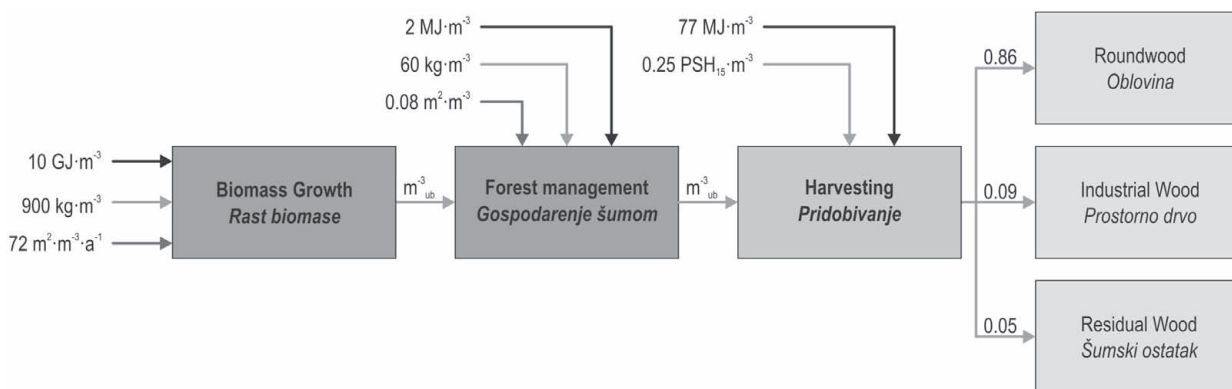 2 MJ·m⁻³
60 kg·m⁻³
0.08 m²·m⁻³
77 MJ·m⁻³
0.25 PSH₁₅·m⁻³
10 GJ·m⁻³
900 kg·m⁻³
72 m²·m⁻³·a⁻¹
Biomass Growth
Rast biomase
m⁻³ub
Forest management
Gospodarenje šumom
m⁻³ub
Harvesting
Pridobivanje
0.86
Roundwood
Oblovina
0.09
Industrial Wood
Prostorno drvo
0.05
Residual Wood
Šumski ostatak